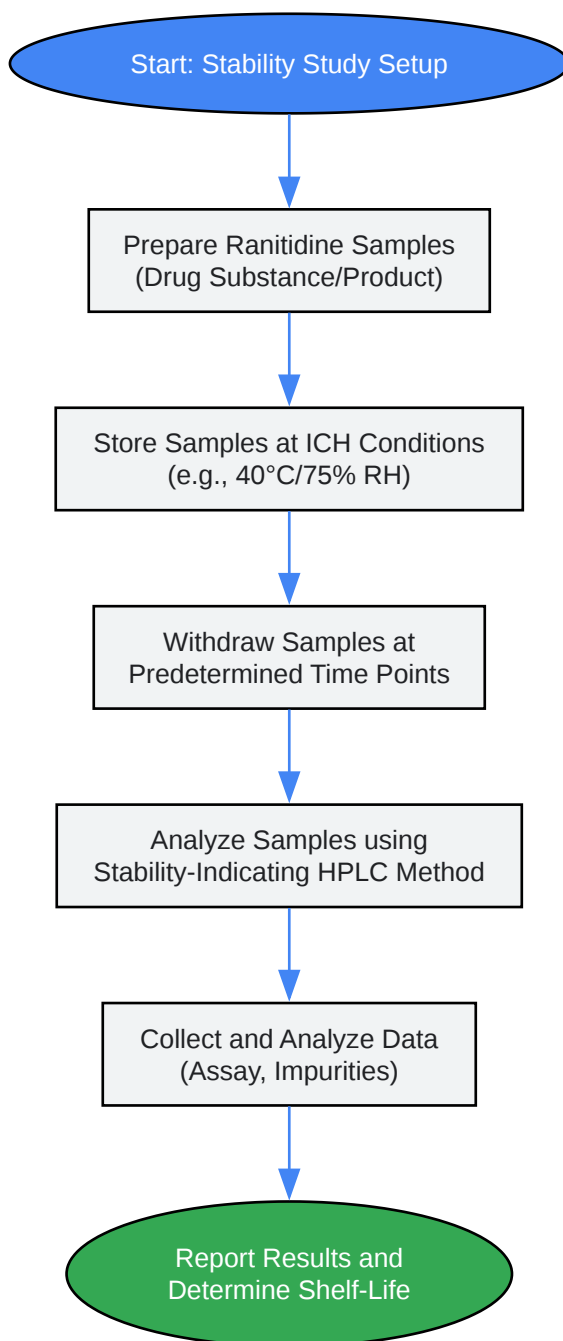 Start: Stability Study Setup
Prepare Ranitidine Samples
(Drug Substance/Product)
Store Samples at ICH Conditions
(e.g., 40°C/75% RH)
Withdraw Samples at
Predetermined Time Points
Analyze Samples using
Stability-Indicating HPLC Method
Collect and Analyze Data
(Assay, Impurities)
Report Results and
Determine Shelf-Life